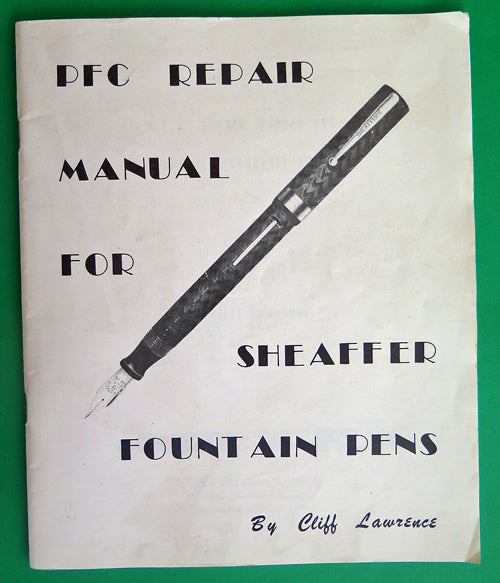 PFC REPAIR
MANUAL
FOR
SHEAFFER
FOUNTAIN PENS
By Cliff Lawrence